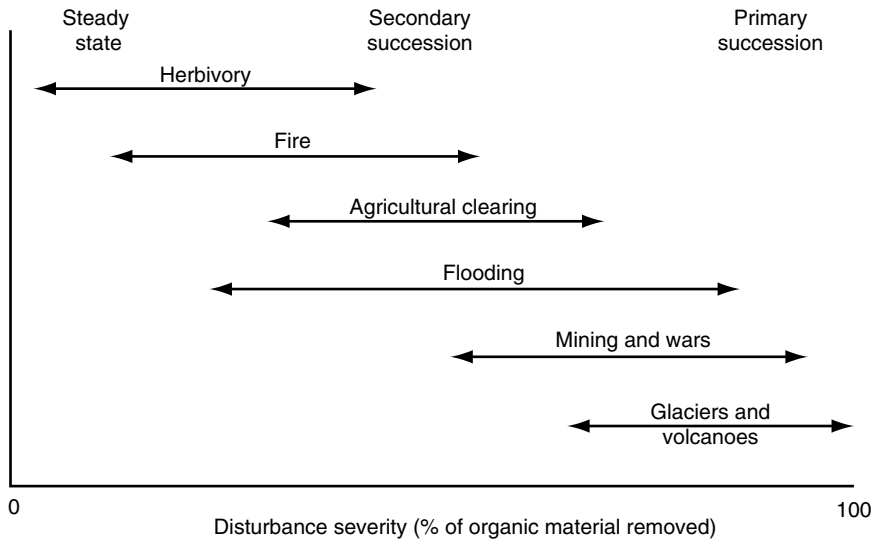 Steady
state
Secondary
succession
Primary
succession
Herbivory
Fire
Agricultural clearing
Flooding
Mining and wars
Glaciers and
volcanoes
0
100
Disturbance severity (% of organic material removed)